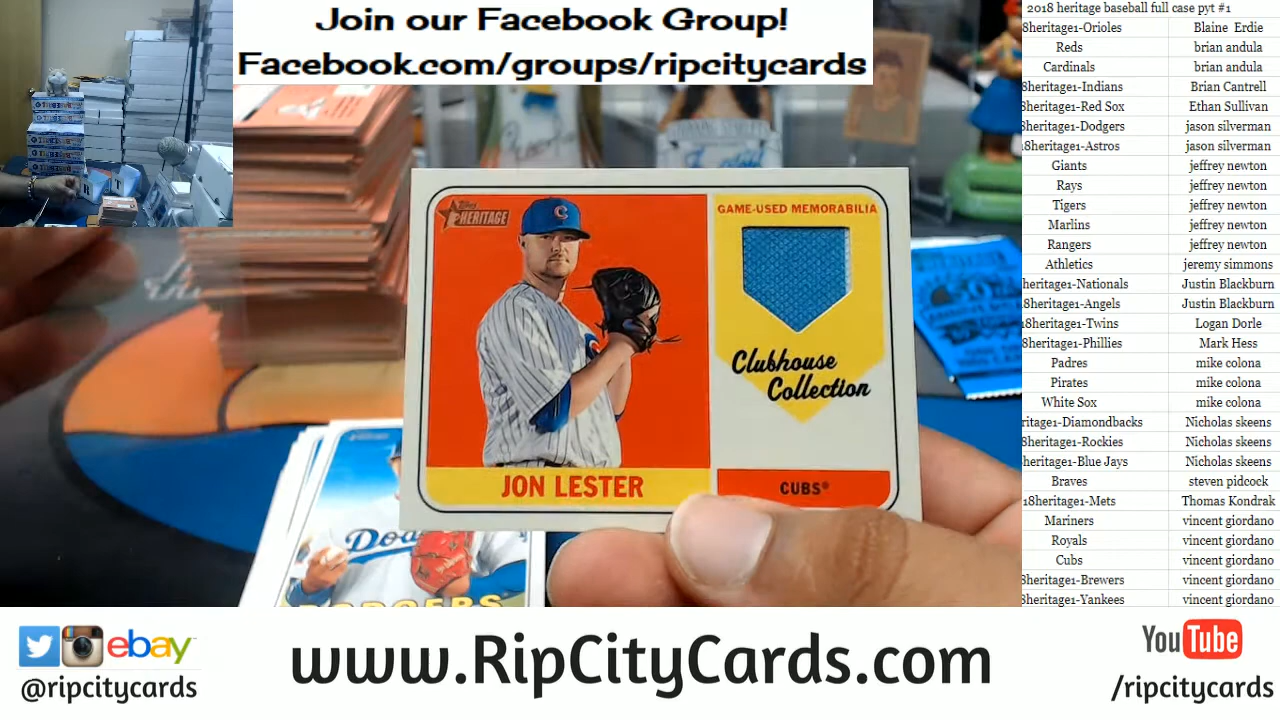 Join our Facebook Group!
Facebook.com/groups/ripcitycards
2018 heritage baseball full case pyt #1
8heritage1-Orioles Blaine Erdie
Reds brian andula
Cardinals brian andula
8heritage1-Indians Brian Cantrell
8heritage1-Red Sox Ethan Sullivan
8heritage1-Dodgers jason silverman
8heritage1-Astros jason silverman
Giants jeffrey newton
Rays jeffrey newton
Tigers jeffrey newton
Marlins jeffrey newton
Rangers jeffrey newton
Athletics jeremy simmons
heritage1-Nationals Justin Blackburn
8heritage1-Angels Justin Blackburn
8heritage1-Twins Logan Dorle
8heritage1-Phillies Mark Hess
Padres mike colona
Pirates mike colona
White Sox mike colona
ritage1-Diamondbacks Nicholas skeens
8heritage1-Rockies Nicholas skeens
heritage1-Blue Jays Nicholas skeens
Braves steven pidcock
18heritage1-Mets Thomas Kondrak
Mariners vincent giordano
Royals vincent giordano
Cubs vincent giordano
8heritage1-Brewers vincent giordano
8heritage1-Yankees vincent giordano
Topps HERITAGE
GAME-USED MEMORABILIA
C
Clubhouse
Collection
JON LESTER
CUBS®
Dod
DODGERS
ebay
@ripcitycards
www.RipCityCards.com
YouTube
/ripcitycards